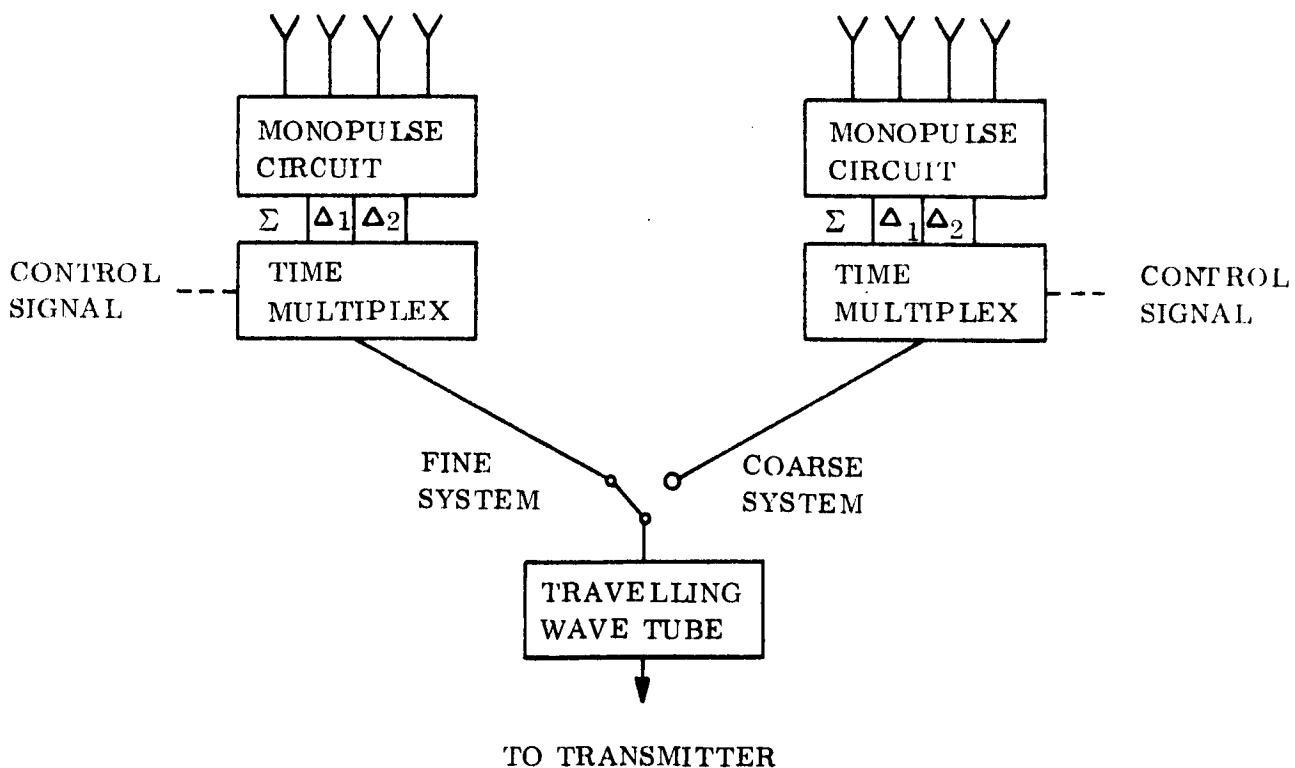 MONOPULSE
CIRCUIT
Σ Δ1 Δ2
CONTROL
SIGNAL
TIME
MULTIPLEX
MONOPULSE
CIRCUIT
Σ Δ1 Δ2
TIME
MULTIPLEX
CONTROL
SIGNAL
FINE
SYSTEM
COARSE
SYSTEM
TRAVELLING
WAVE TUBE
TO TRANSMITTER